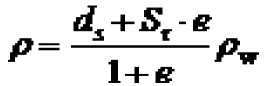 ρ = (d_s + S_r · e) / (1 + e) ρ_w